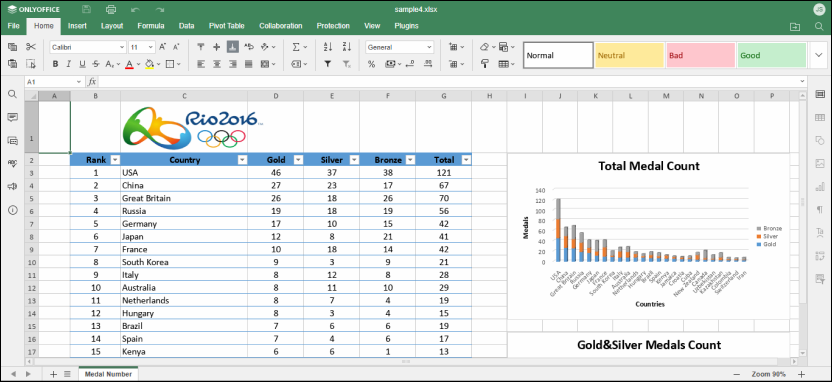 ONLYOFFICE
sample4.xlsx
JS
File Home Insert Layout Formula Data Pivot Table Collaboration Protection View Plugins
Calibri 11 A A General Normal Neutral Bad Good
B I U S A A
A1 fx
A B C D E F G H I J K L M N O P
1 Rio2016
2 Rank Country Gold Silver Bronze Total
3 1 USA 46 37 38 121
4 2 China 27 23 17 67
5 3 Great Britain 26 18 26 70
6 4 Russia 19 18 19 56
7 5 Germany 17 10 15 42
8 6 Japan 12 8 21 41
9 7 France 10 18 14 42
10 8 South Korea 9 3 9 21
11 9 Italy 8 12 8 28
12 10 Australia 8 11 10 29
13 11 Netherlands 8 7 4 19
14 12 Hungary 8 3 4 15
15 13 Brazil 7 6 6 19
16 14 Spain 7 4 6 17
17 15 Kenya 6 6 1 13
Total Medal Count
Medals
140
120
100
80
60
40
20
0
USA China Great Britain Russia Germany Japan France South Korea Italy Australia Netherlands Hungary Brazil Spain Kenya Jamaica Croatia Cuba New Zealand Canada Uzbekistan Kazakhstan Colombia Switzerland Iran
Countries
Bronze
Silver
Gold
Gold&Silver Medals Count
Medal Number
Zoom 90%